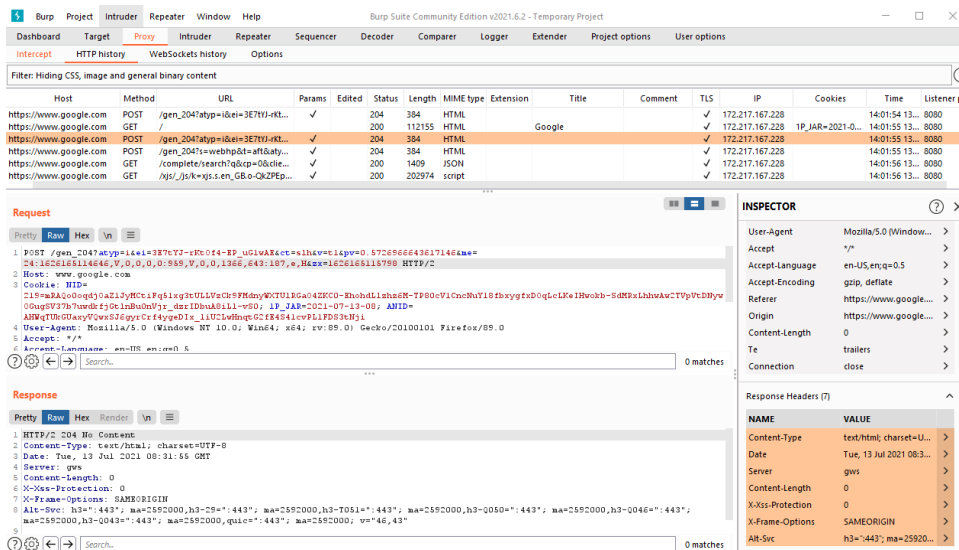 Burp Project Intruder Repeater Window Help Burp Suite Community Edition v2021.6.2 - Temporary Project
Dashboard Target Proxy Intruder Repeater Sequencer Decoder Comparer Logger Extender Project options User options
Intercept HTTP history WebSockets history Options
Filter: Hiding CSS, image and general binary content
Host Method URL Params Edited Status Length MIME type Extension Title Comment TLS IP Cookies Time Listener
https://www.google.com POST /gen_204?atyp=i&ei=3E7tYJ-rKt... ✓ 204 384 HTML ✓ 172.217.167.228 14:01:54 13... 8080
https://www.google.com GET / 200 112155 HTML Google ✓ 172.217.167.228 1P_JAR=2021-0... 14:01:55 13... 8080
https://www.google.com POST /gen_204?atyp=i&ei=3E7tYJ-rKt... ✓ 204 384 HTML ✓ 172.217.167.228 14:01:55 13... 8080
https://www.google.com POST /gen_204?s=webhp&t=aft&aty... ✓ 204 384 HTML ✓ 172.217.167.228 14:01:55 13... 8080
https://www.google.com GET /complete/search?q&cp=0&clie... ✓ 200 1409 JSON ✓ 172.217.167.228 14:01:56 13... 8080
https://www.google.com GET /xjs/_/js/k=xjs.s.en_GB.o-QkZPEp... ✓ 200 202974 script ✓ 172.217.167.228 14:01:56 13... 8080
Request
Pretty Raw Hex \n
1 POST /gen_204?atyp=i&ei=3E7tYJ-rKtOf4-EP_uGlwAE&ct=slh&v=t1&pv=0.5726966643617146&me=
24:1626165114646,V,0,0,0,0:959,V,0,0,1366,643:187,e,H&zx=1626165115798 HTTP/2
2 Host: www.google.com
3 Cookie: NID=
AHWqTUkGUaxyVQwxSJ6gyrCrf4ygeDIx_liU2LwHnqtG2fE4S4lcvPLlFDS3tNji
4 User-Agent: Mozilla/5.0 (Windows NT 10.0; Win64; x64; rv:89.0) Gecko/20100101 Firefox/89.0
5 Accept: */*
6 Accept-Language: en-US,en;q=0.5
Search... 0 matches
Response
Pretty Raw Hex Render \n
1 HTTP/2 204 No Content
2 Content-Type: text/html; charset=UTF-8
3 Date: Tue, 13 Jul 2021 08:31:55 GMT
4 Server: gws
5 Content-Length: 0
6 X-Xss-Protection: 0
7 X-Frame-Options: SAMEORIGIN
8 Alt-Svc: h3=":443"; ma=2592000,h3-29=":443"; ma=2592000,h3-T051=":443"; ma=2592000,h3-Q050=":443"; ma=2592000,h3-Q046=":443";
ma=2592000,h3-Q043=":443"; ma=2592000,quic=":443"; ma=2592000; v="46,43"
9
Search... 0 matches
INSPECTOR
User-Agent Mozilla/5.0 (Window...
Accept */*
Accept-Language en-US,en;q=0.5
Accept-Encoding gzip, deflate
Referer https://www.google....
Origin https://www.google....
Content-Length 0
Te trailers
Connection close
Response Headers (7)
NAME VALUE
Content-Type text/html; charset=U...
Date Tue, 13 Jul 2021 08:3...
Server gws
Content-Length 0
X-Xss-Protection 0
X-Frame-Options SAMEORIGIN
Alt-Svc h3=":443"; ma=25920...